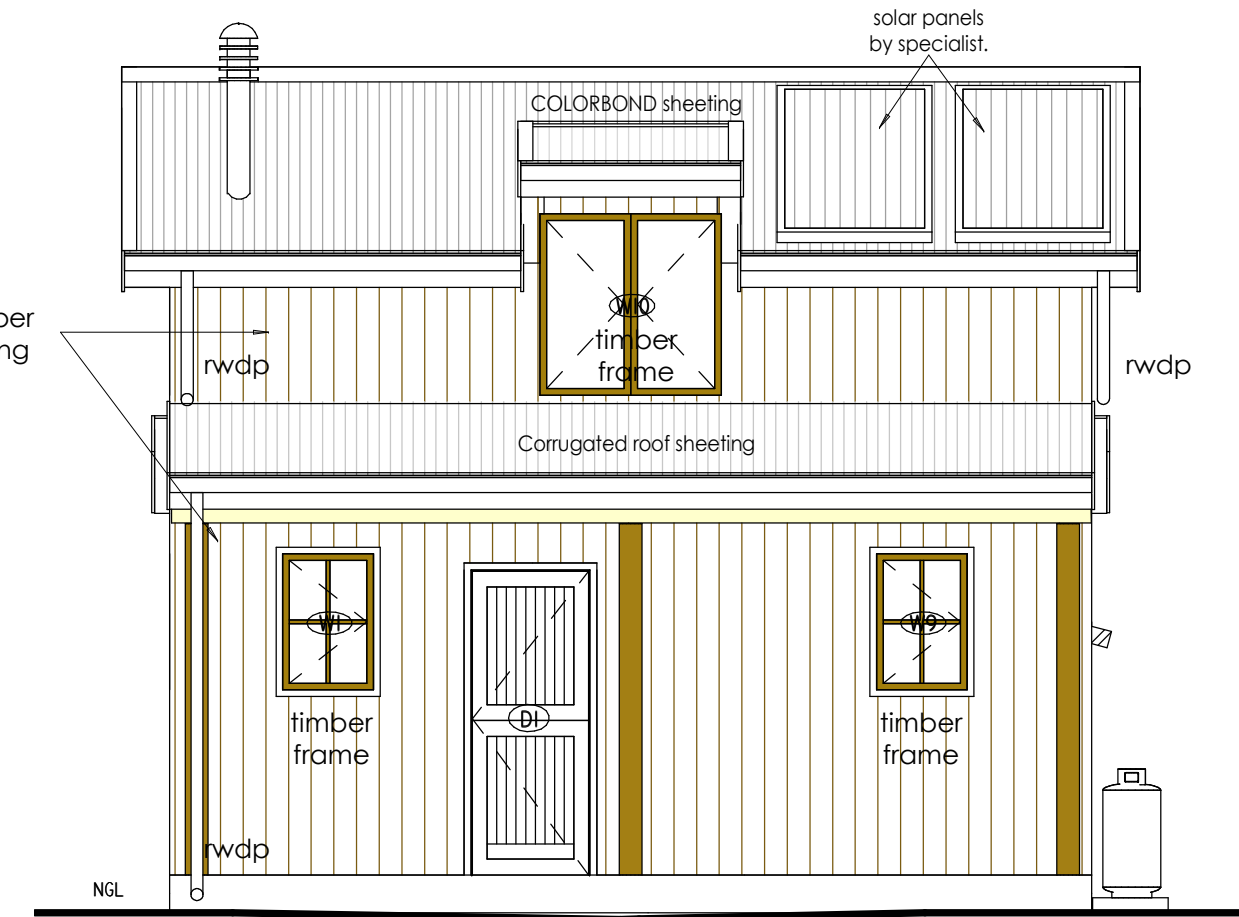 solar panels
by specialist.
COLORBOND sheeting
W10
timber
frame
rwdp
rwdp
Corrugated roof sheeting
W1
W9
D1
timber
frame
timber
frame
rwdp
NGL